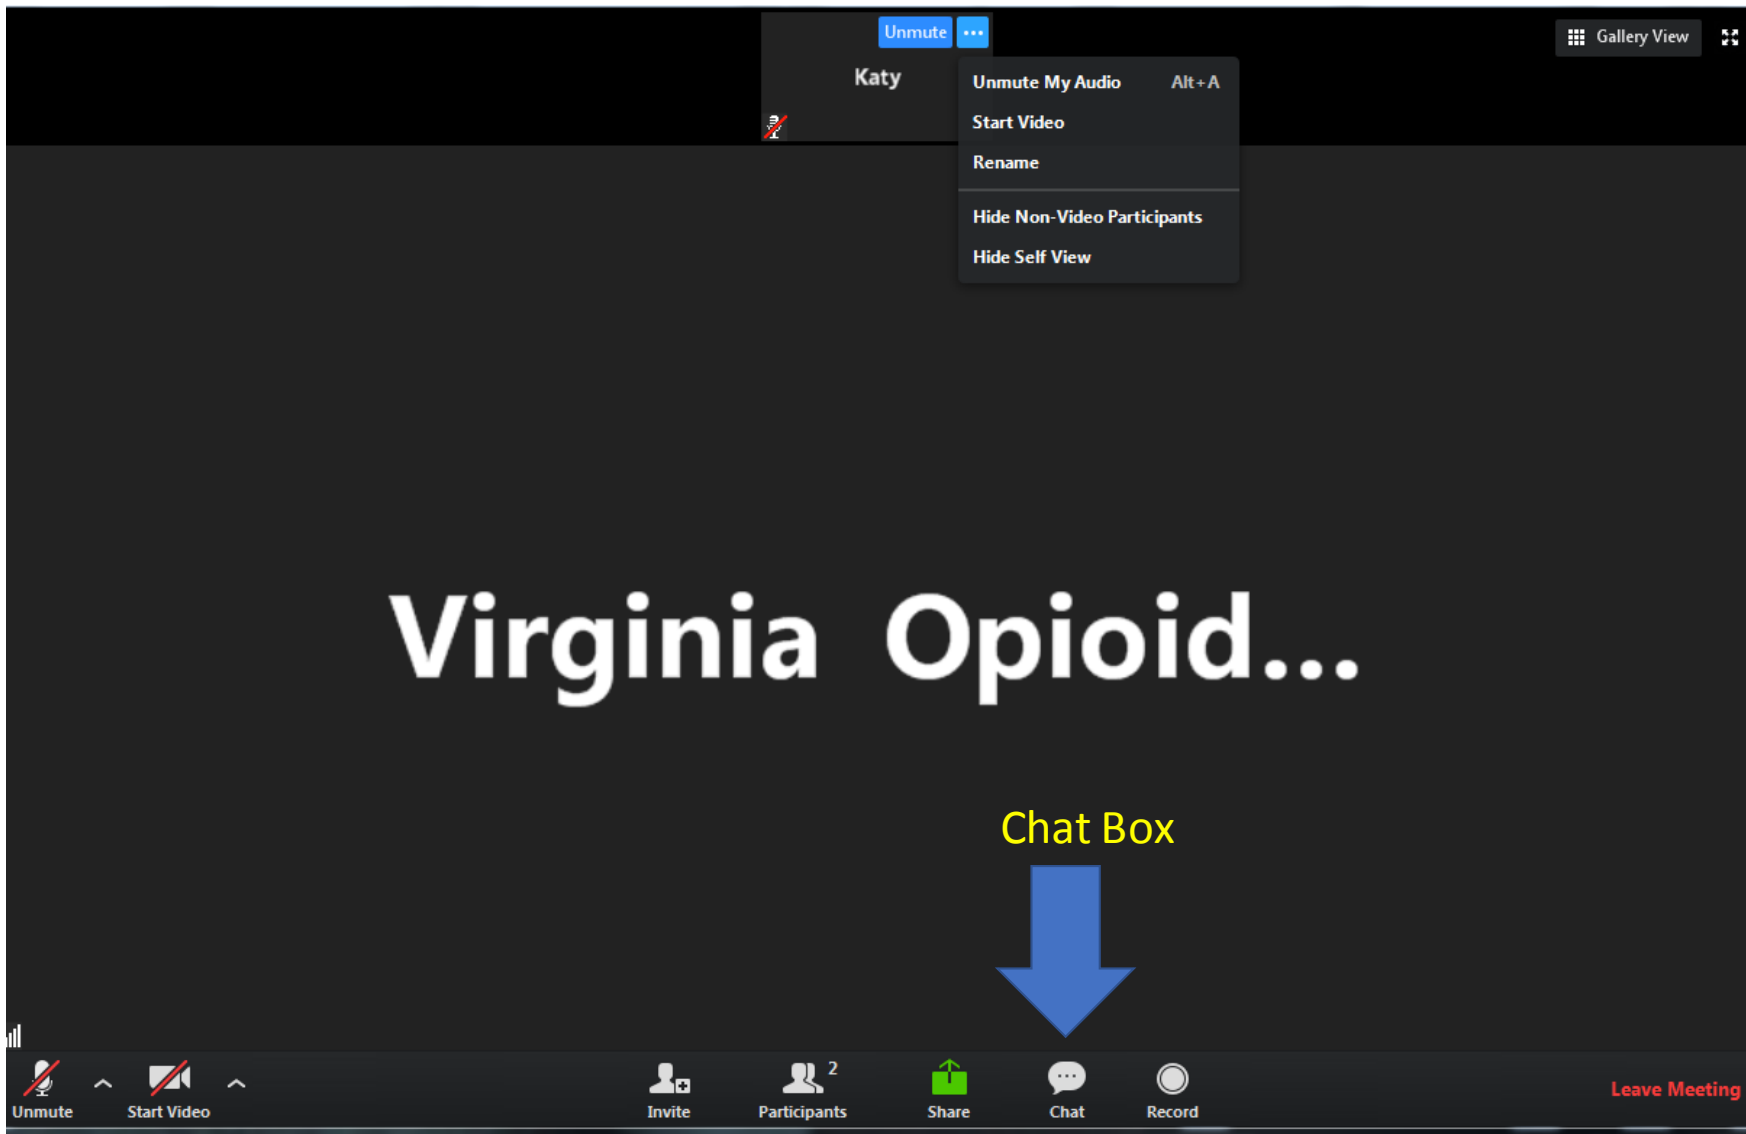 Unmute ...
Gallery View
Katy
Unmute My Audio Alt+A
Start Video
Rename
Hide Non-Video Participants
Hide Self View
Virginia Opioid...
Chat Box
2
Unmute
Start Video
Invite
Participants
Share
Chat
Record
Leave Meeting